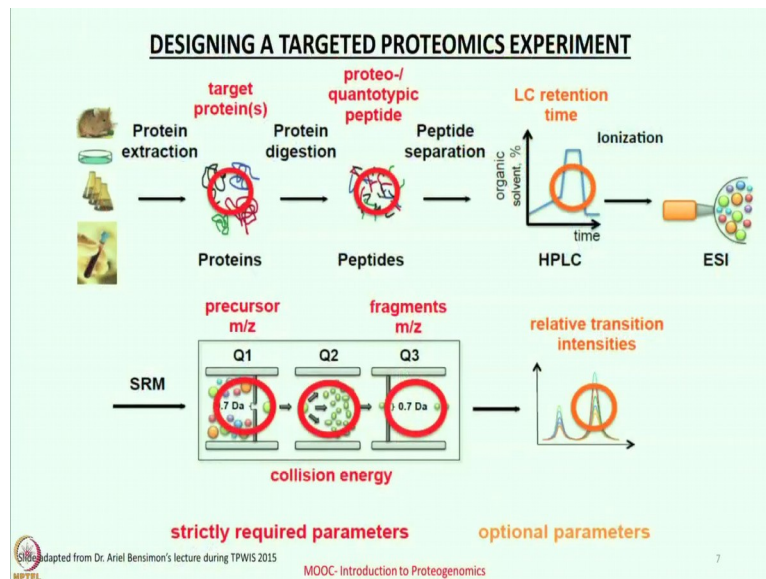 DESIGNING A TARGETED PROTEOMICS EXPERIMENT
target
protein(s)
proteo-/
quantotypic
peptide
LC retention
time
Protein
extraction
Protein
digestion
Peptide
separation
Ionization
organic
solvent. %
time
Proteins
Peptides
HPLC
ESI
precursor
m/z
fragments
m/z
relative transition
intensities
Q1
Q2
Q3
SRM
0.7 Da
collision energy
strictly required parameters
optional parameters
Slide adapted from Dr. Ariel Bensimon's lecture during TPWIS 2015
7
NPTEL
MOOC- Introduction to Proteogenomics